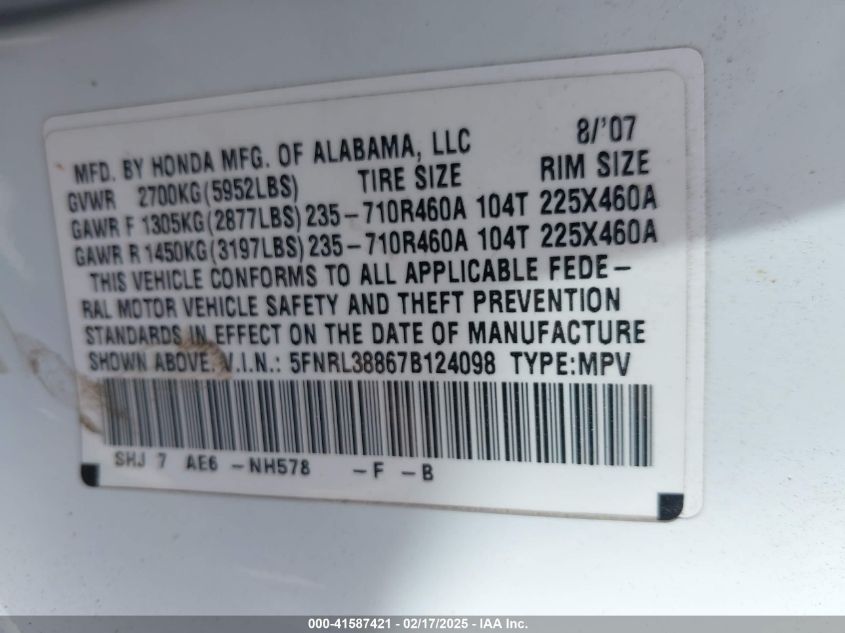 MFD. BY HONDA MFG. OF ALABAMA, LLC 8/'07
GVWR 2700KG(5952LBS) TIRE SIZE RIM SIZE
GAWR F 1305KG(2877LBS) 235-710R460A 104T 225X460A
GAWR R 1450KG(3197LBS) 235-710R460A 104T 225X460A
THIS VEHICLE CONFORMS TO ALL APPLICABLE FEDE-
RAL MOTOR VEHICLE SAFETY AND THEFT PREVENTION
STANDARDS IN EFFECT ON THE DATE OF MANUFACTURE
SHOWN ABOVE. V.I.N.: 5FNRL38867B124098 TYPE:MPV
SHJ 7 AE6 -NH578 -F -B
000-41587421 - 02/17/2025 - IAA Inc.